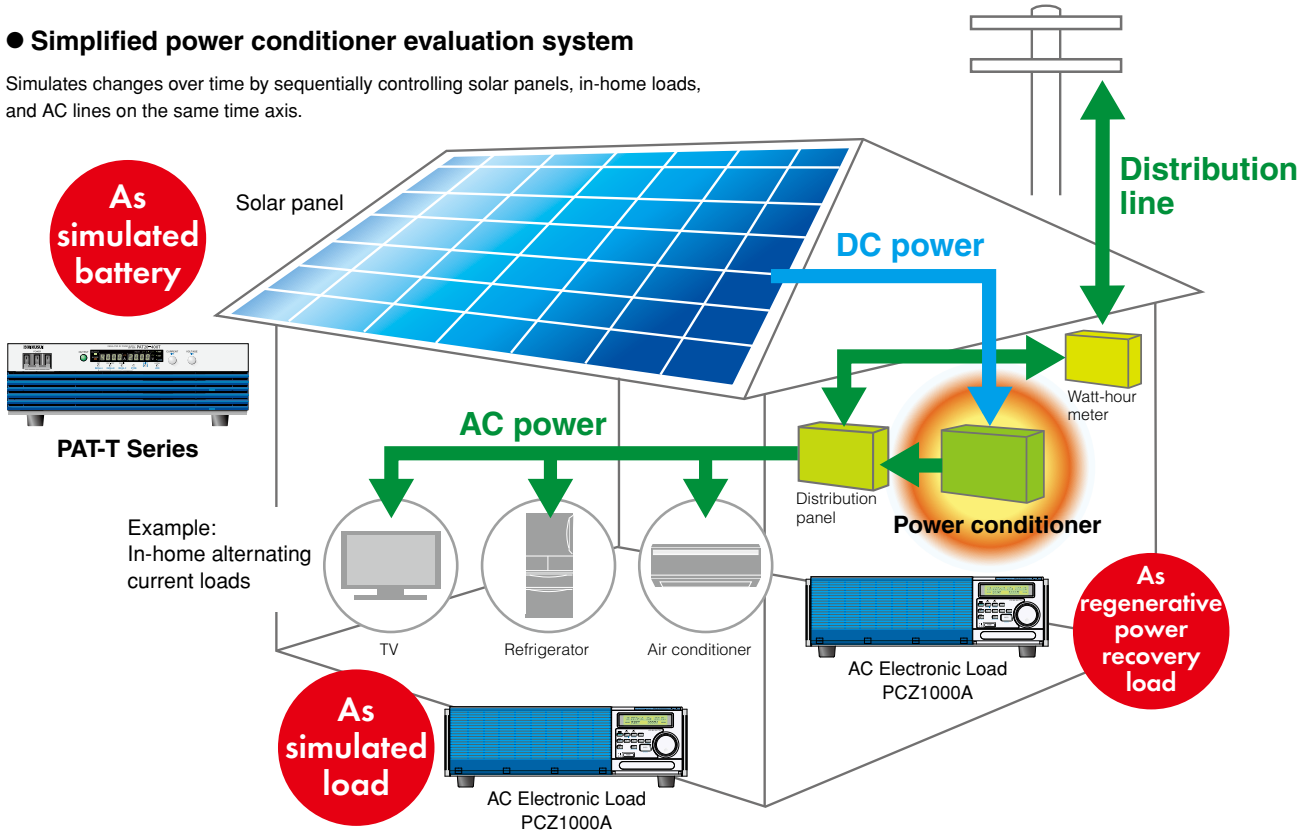 ● Simplified power conditioner evaluation system
Simulates changes over time by sequentially controlling solar panels, in-home loads,
and AC lines on the same time axis.
As
simulated
battery
Solar panel
DC power
Distribution
line
PAT-T Series
AC power
Watt-hour
meter
Distribution
panel
Power conditioner
Example:
In-home alternating
current loads
TV
Refrigerator
Air conditioner
AC Electronic Load
PCZ1000A
As
regenerative
power
recovery
load
As
simulated
load
AC Electronic Load
PCZ1000A